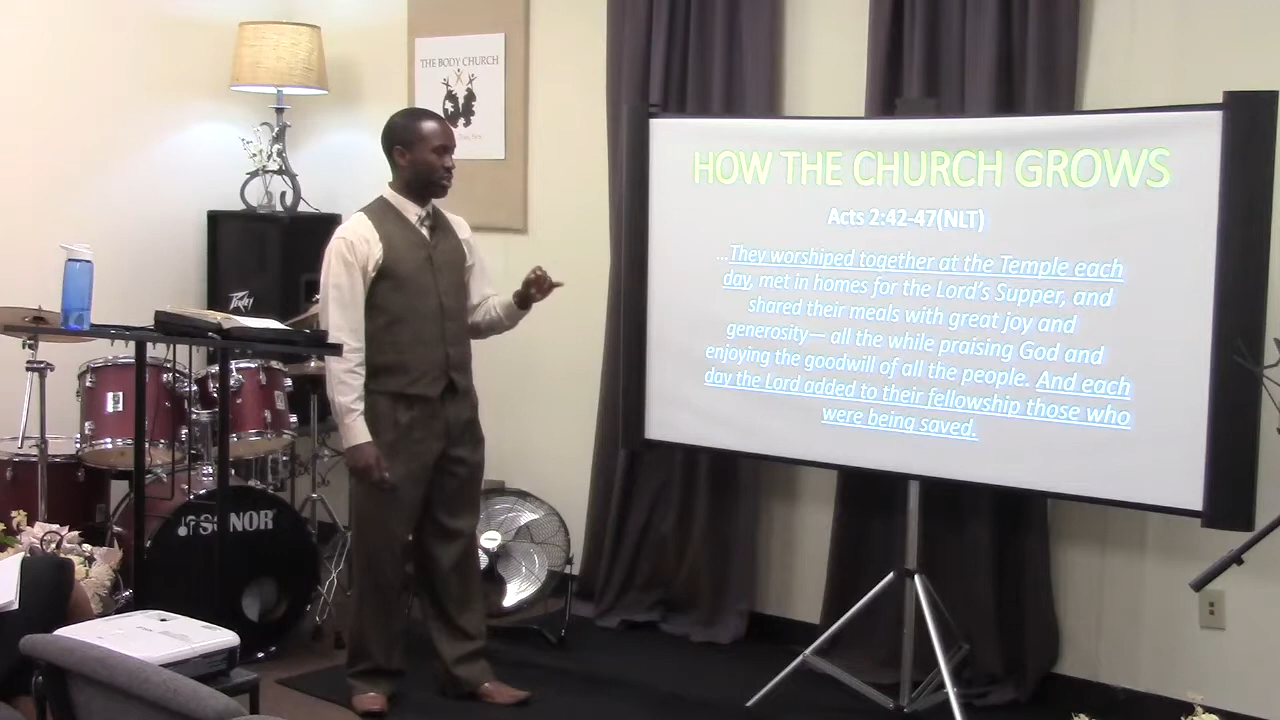 THE BODY CHURCH
HOW THE CHURCH GROWS
Acts 2:42-47(NLT)
...They worshiped together at the Temple each
day, met in homes for the Lord's Supper, and
shared their meals with great joy and
generosity— all the while praising God and
enjoying the goodwill of all the people. And each
day the Lord added to their fellowship those who
were being saved.
Peavey
SONOR